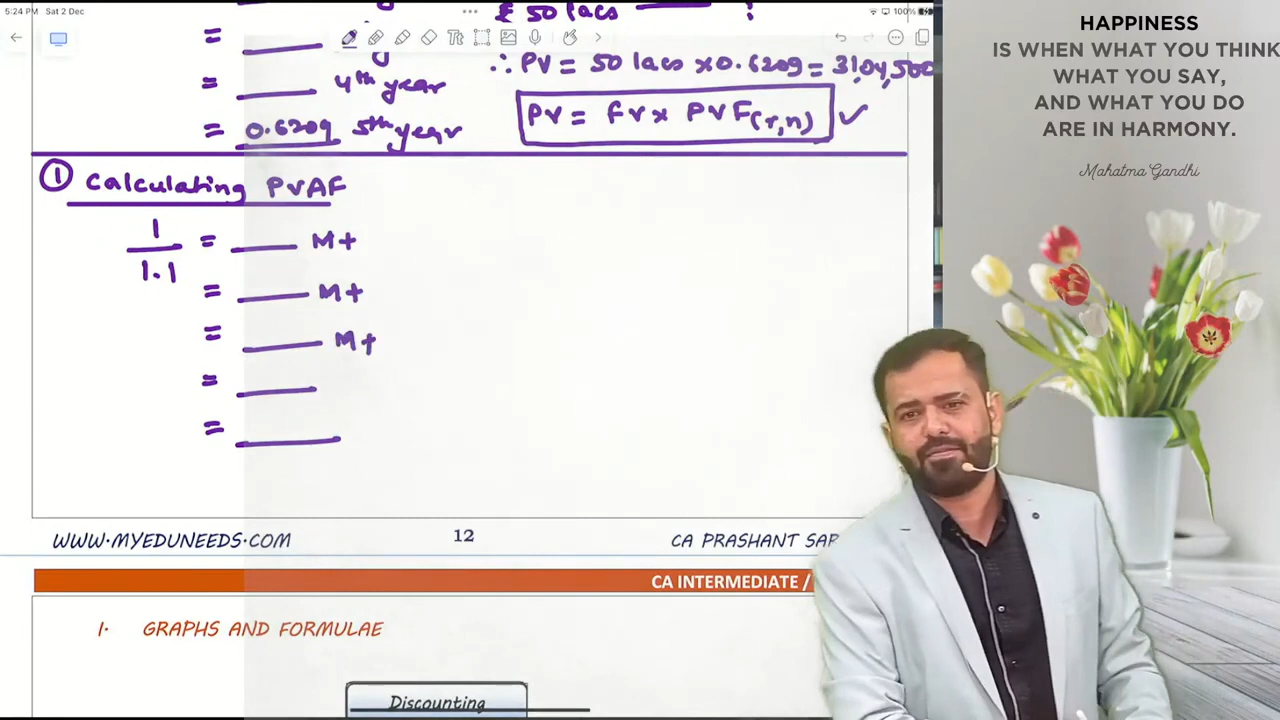 5:24 PM Sat 2 Dec
100%
₹ 50 lacs ?
=
= 4th year
∴ PV = 50 lacs x 0.6209 = 31,04,500
= 0.6209 5th year
PV = FV x PVF(r,n) ✓
① Calculating PVAF
1/1.1 = M+
= M+
= M+
=
=
WWW.MYEDUNEEDS.COM 12 CA PRASHANT SAR
CA INTERMEDIATE /
1. GRAPHS AND FORMULAE
Discounting
HAPPINESS
IS WHEN WHAT YOU THINK
WHAT YOU SAY,
AND WHAT YOU DO
ARE IN HARMONY.
Mahatma Gandhi